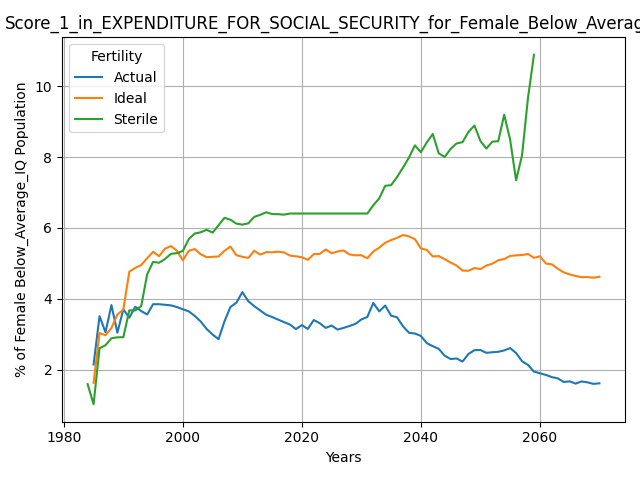 Score_1_in_EXPENDITURE_FOR_SOCIAL_SECURITY_for_Female_Below_Averag
Fertility
Actual
Ideal
Sterile
% of Female Below_Average_IQ Population
10
8
6
4
2
1980 2000 2020 2040 2060
Years